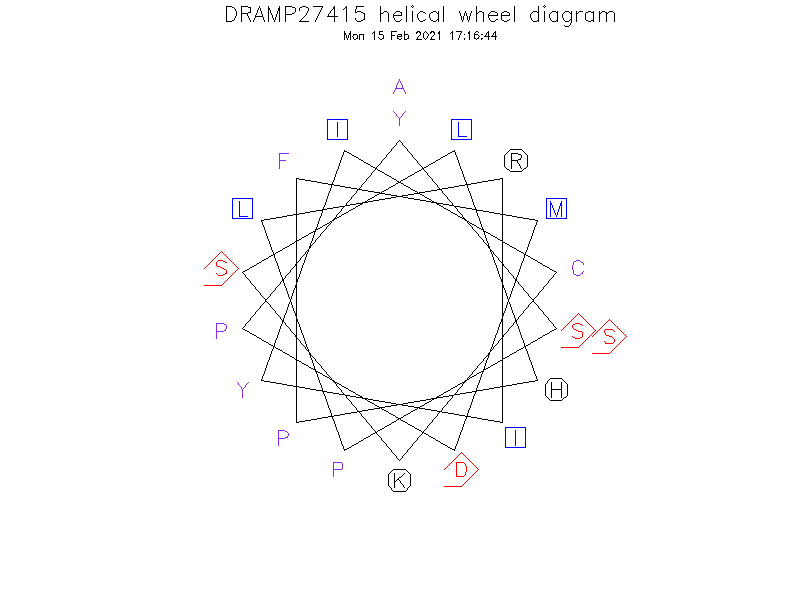 DRAMP27415 helical wheel diagram
Mon 15 Feb 2021 17:16:44
A
I Y L
F R
L M
S C
P S S
Y H
P I
P K D